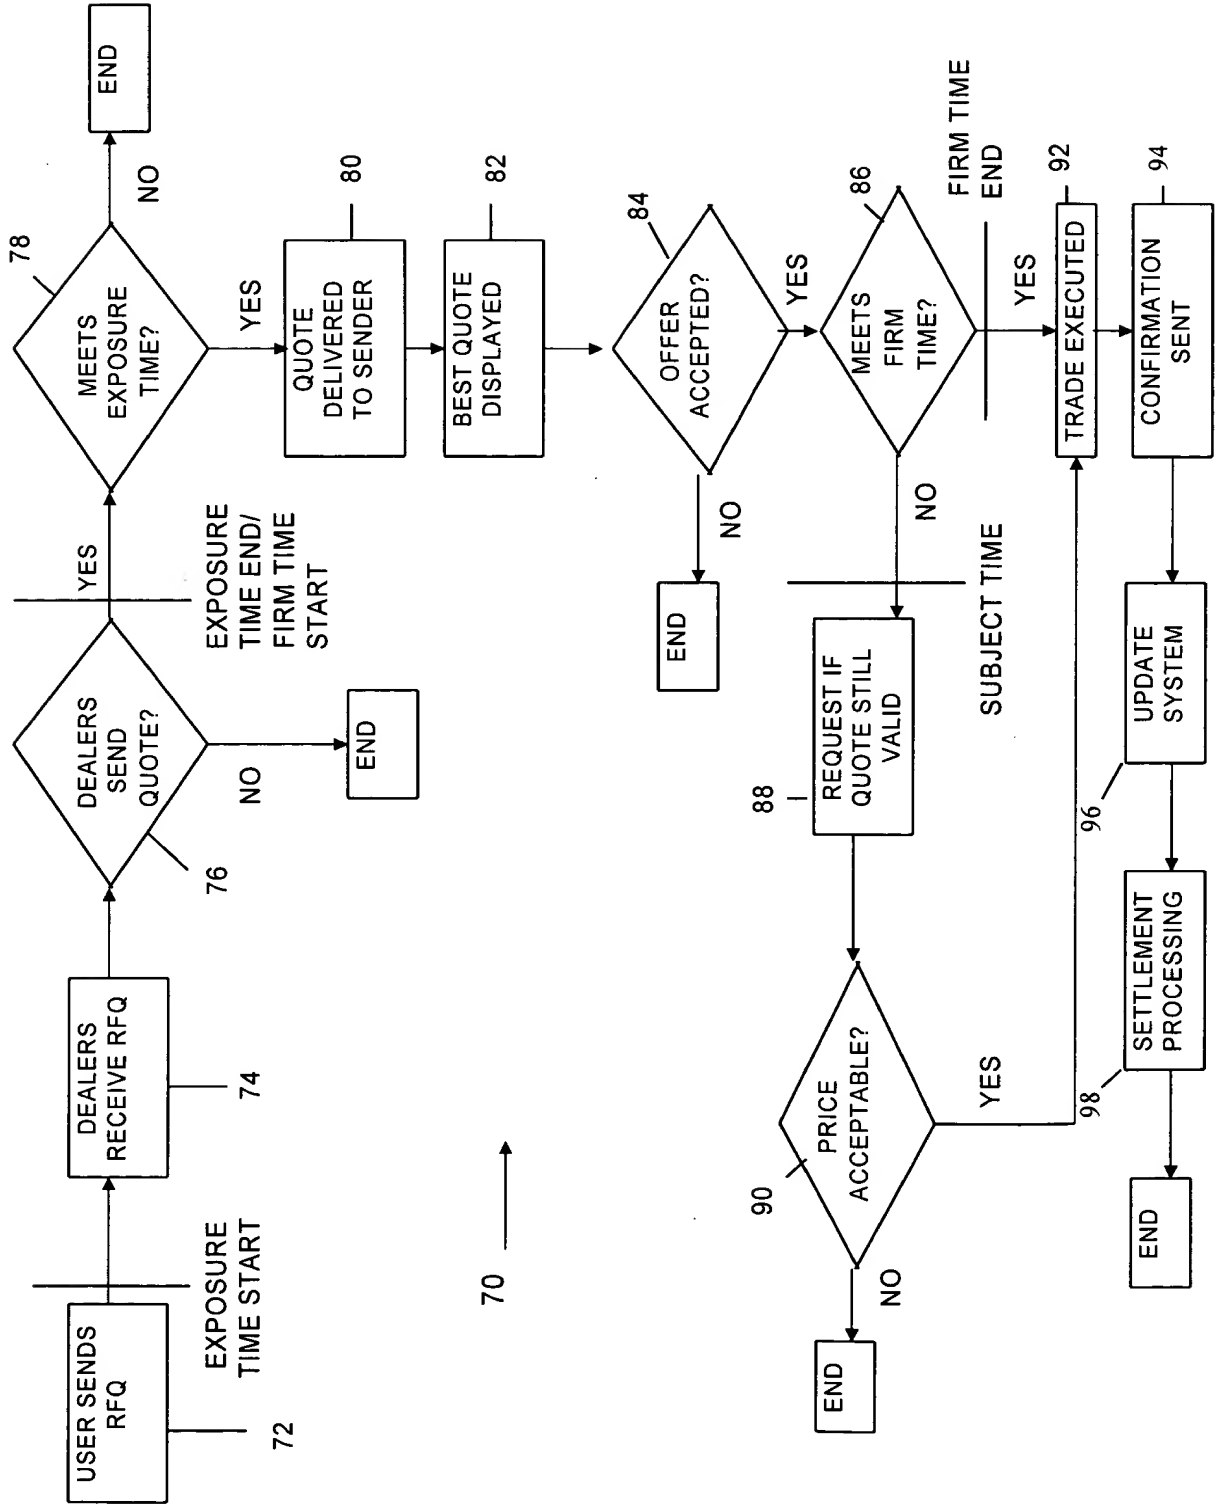 USER SENDS
RFQ
72
EXPOSURE
TIME START
DEALERS
RECEIVE RFQ
74
DEALERS
SEND
QUOTE?
76
NO
END
YES
EXPOSURE
TIME END/
FIRM TIME
START
MEETS
EXPOSURE
TIME?
78
NO
END
YES
QUOTE
DELIVERED
TO SENDER
80
BEST QUOTE
DISPLAYED
82
70
OFFER
ACCEPTED?
84
NO
END
YES
MEETS
FIRM
TIME?
86
NO
SUBJECT TIME
FIRM TIME
END
YES
REQUEST IF
QUOTE STILL
VALID
88
PRICE
ACCEPTABLE?
90
NO
END
YES
TRADE EXECUTED
92
CONFIRMATION
SENT
94
UPDATE
SYSTEM
96
SETTLEMENT
PROCESSING
98
END